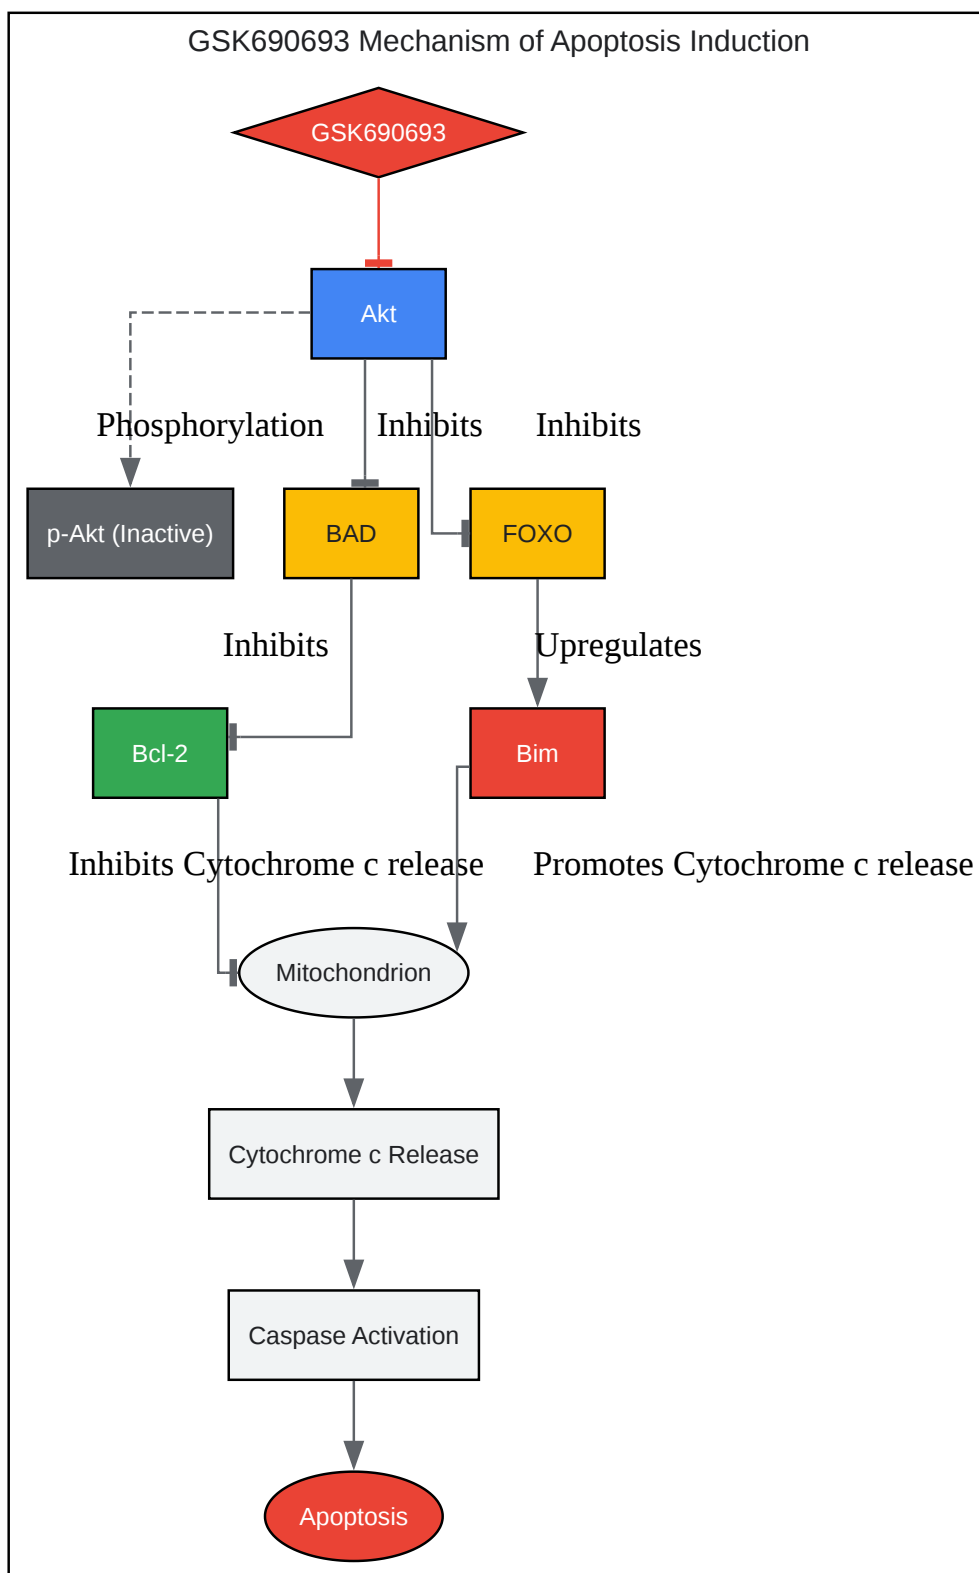 GSK690693 Mechanism of Apoptosis Induction
GSK690693
Akt
Phosphorylation
Inhibits
Inhibits
p-Akt (Inactive)
BAD
FOXO
Inhibits
Upregulates
Bcl-2
Bim
Inhibits Cytochrome c release
Promotes Cytochrome c release
Mitochondrion
Cytochrome c Release
Caspase Activation
Apoptosis